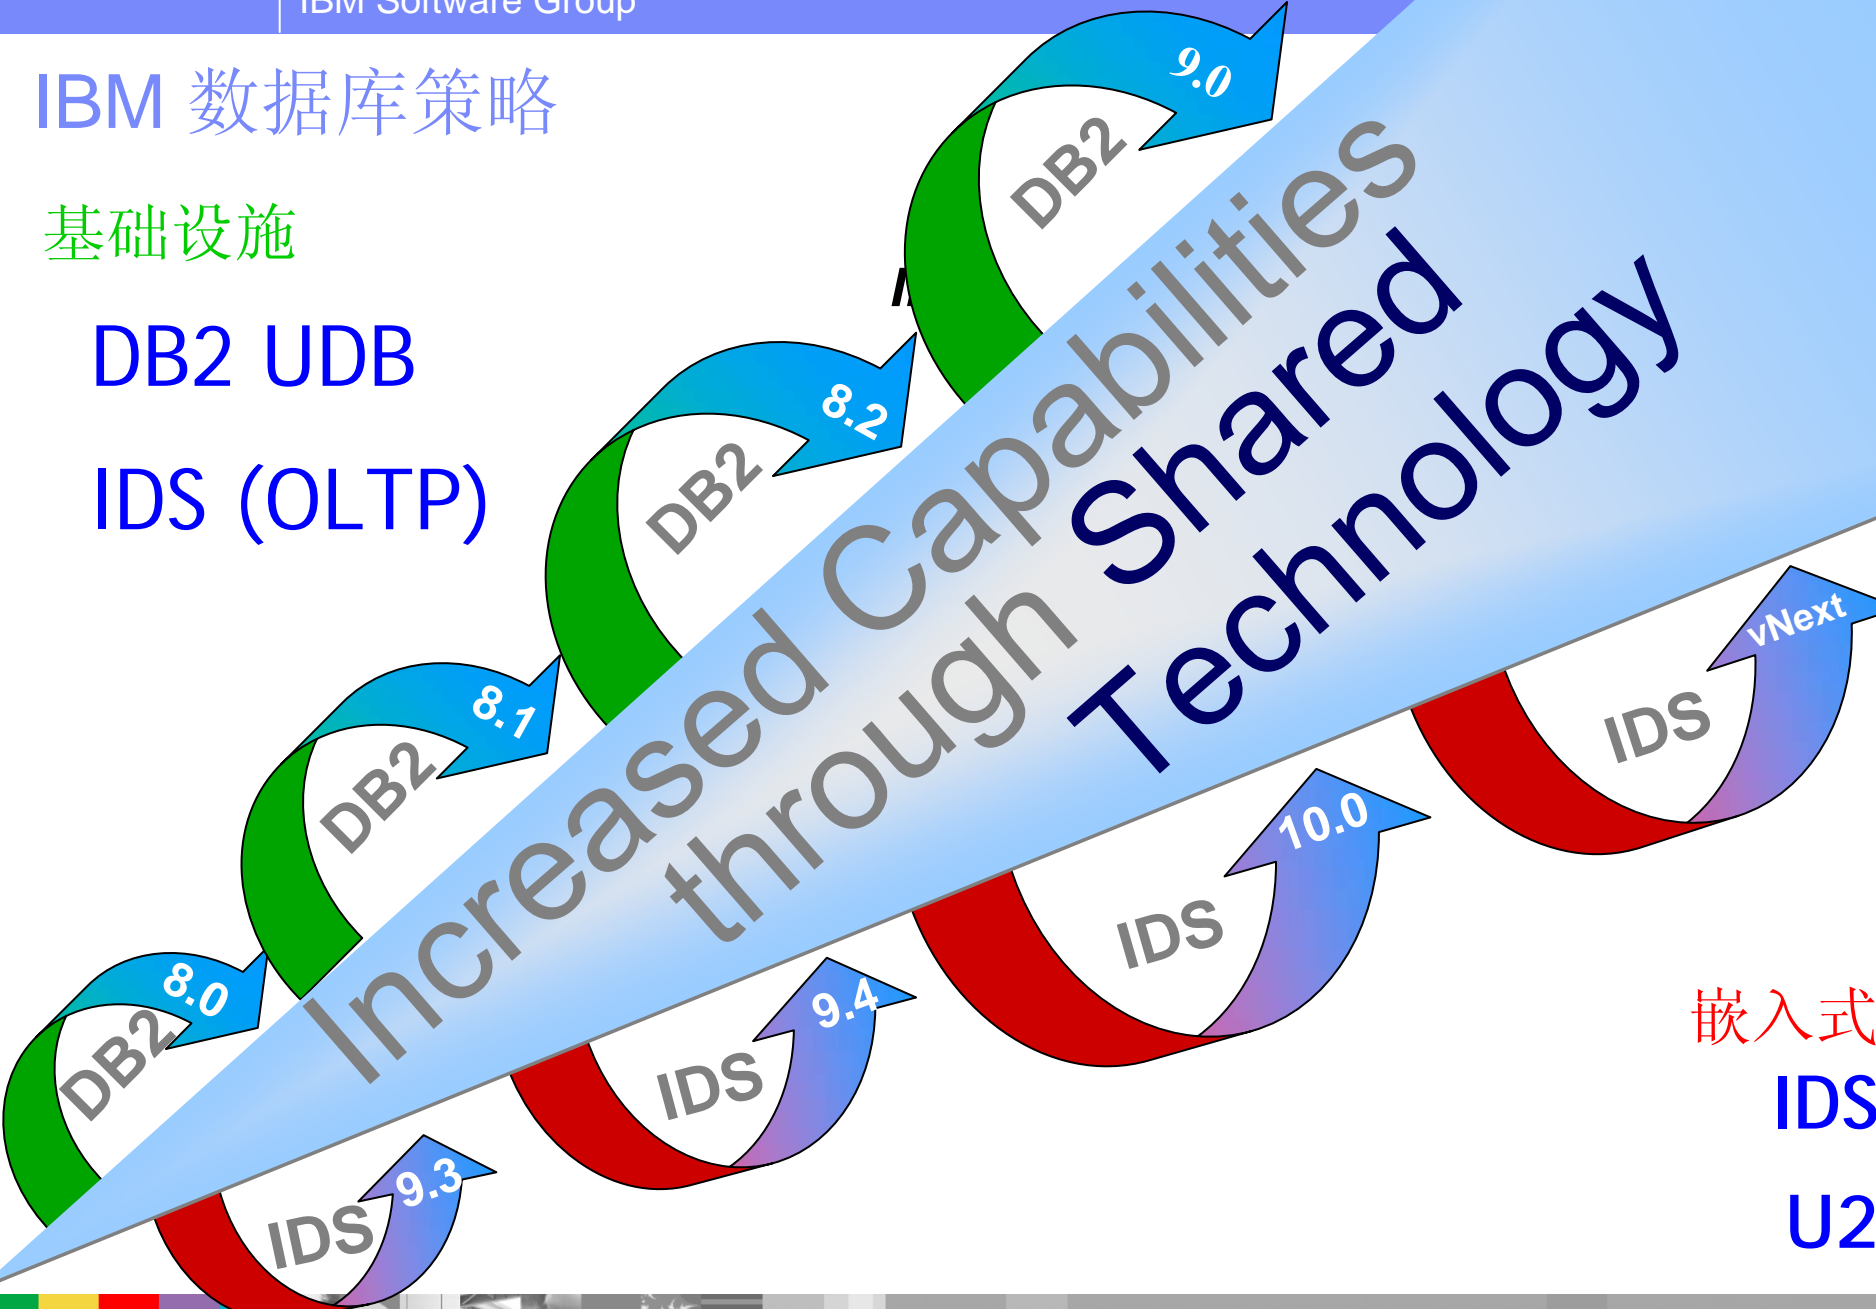 IBM Software Group
IBM 数据库策略
基础设施
DB2 UDB
IDS (OLTP)
DB2
9.0
DB2
8.2
DB2
8.1
DB2
8.0
Increased Capabilities
through Shared
Technology
IDS
9.3
IDS
9.4
IDS
10.0
IDS
vNext
嵌入式
IDS
U2